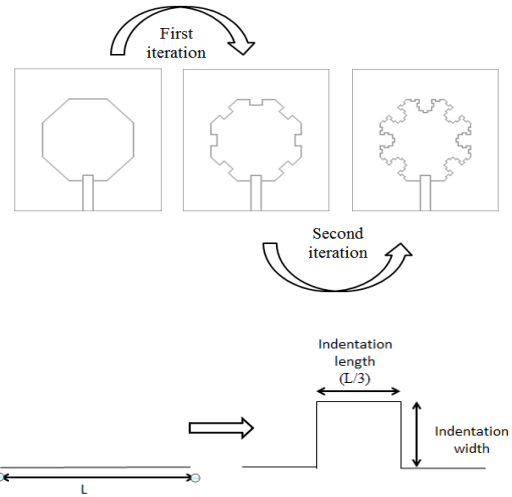 First
iteration
Second
iteration
Indentation
length
(L/3)
Indentation
width
L